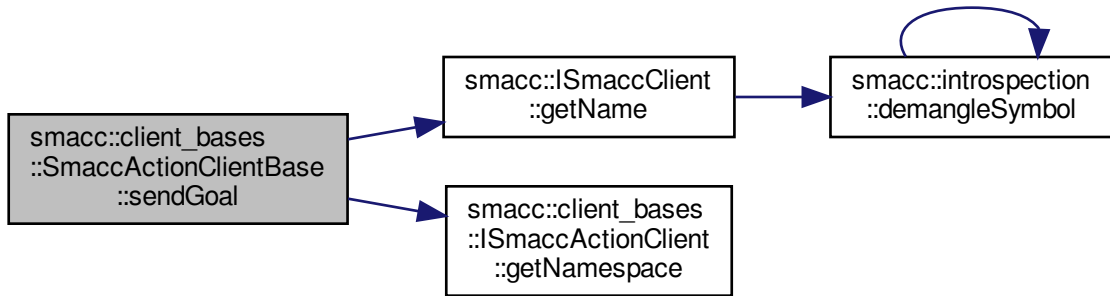 smacc::client_bases
::SmaccActionClientBase
::sendGoal
smacc::ISmaccClient
::getName
smacc::introspection
::demangleSymbol
smacc::client_bases
::ISmaccActionClient
::getNamespace